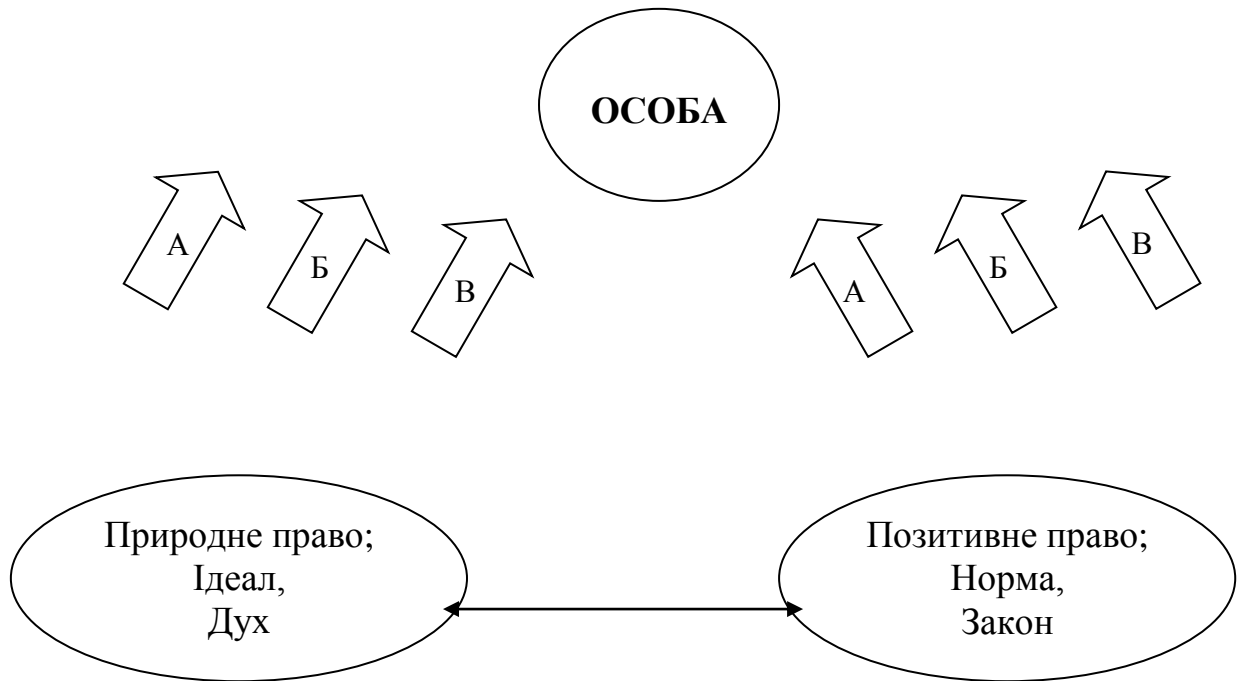 ОСОБА
А
Б
В
А
Б
В
Природне право;
Ідеал,
Дух
Позитивне право;
Норма,
Закон